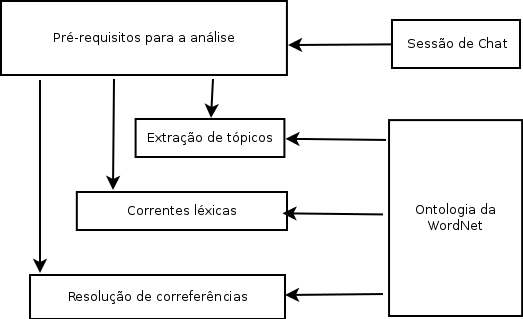 Pré-requisitos para a análise
Sessão de Chat
Extração de tópicos
Correntes léxicas
Ontologia da
WordNet
Resolução de correferências